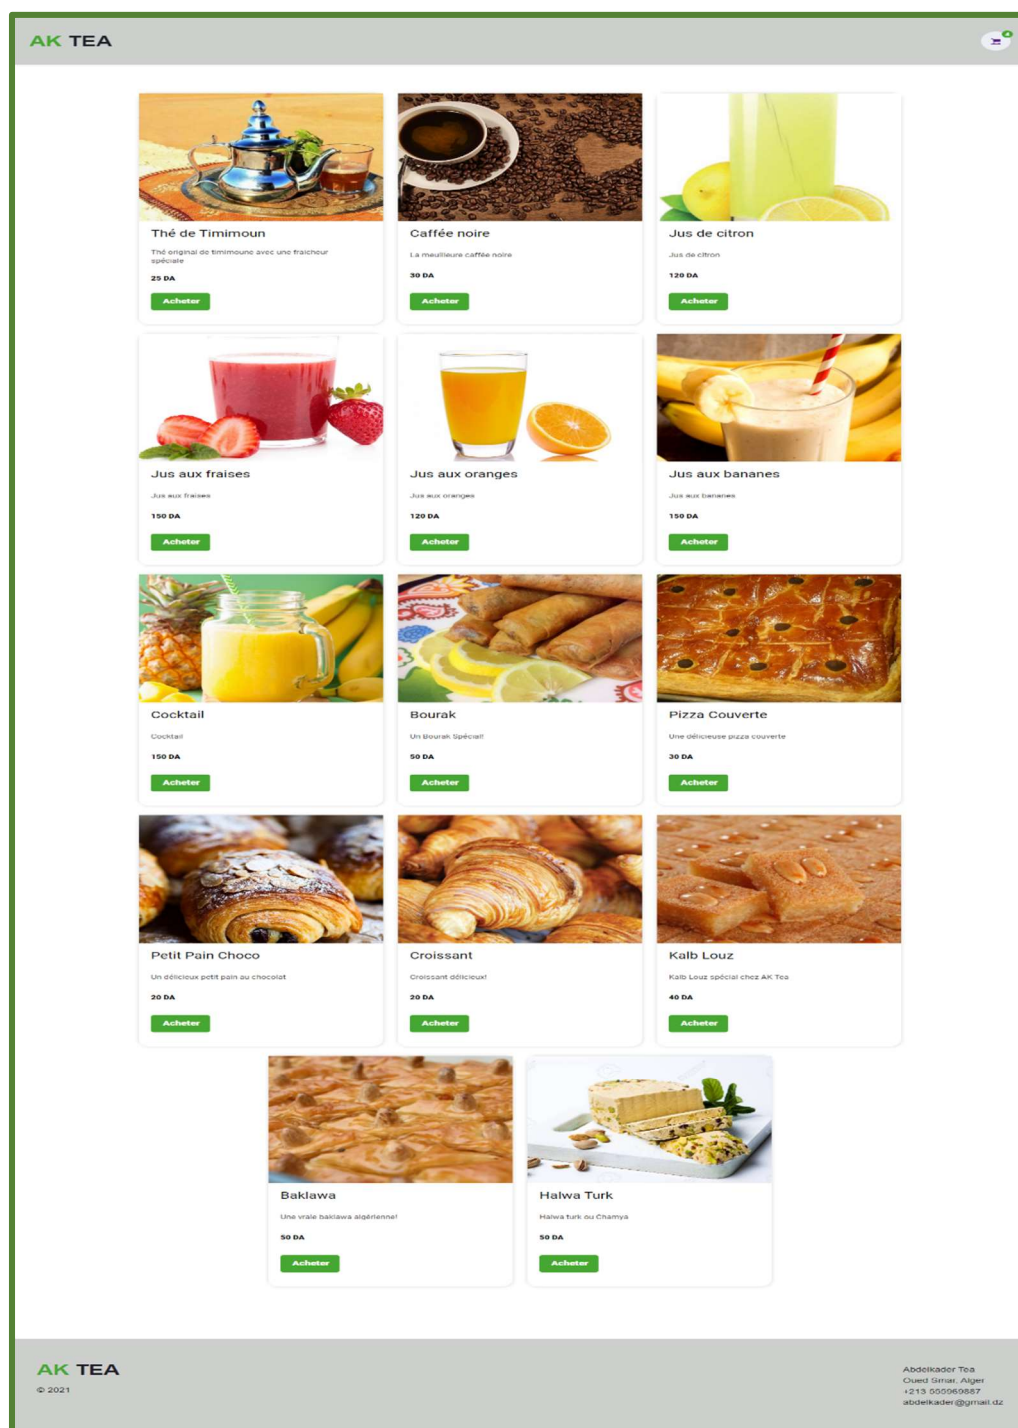 AK TEA
4
Thé de Timimoun
Thé original de timimoune avec une fraicheur
spéciale
25 DA
Acheter
Caffée noire
La meuilleure caffée noire
30 DA
Acheter
Jus de citron
Jus de citron
120 DA
Acheter
Jus aux fraises
Jus aux fraises
150 DA
Acheter
Jus aux oranges
Jus aux oranges
120 DA
Acheter
Jus aux bananes
Jus aux bananes
150 DA
Acheter
Cocktail
Cocktail
150 DA
Acheter
Bourak
Un Bourak Spécial!
50 DA
Acheter
Pizza Couverte
Une délicieuse pizza couverte
30 DA
Acheter
Petit Pain Choco
Un délicieux petit pain au chocolat
20 DA
Acheter
Croissant
Croissant délicieux!
20 DA
Acheter
Kalb Louz
Kalb Louz spécial chez AK Tea
40 DA
Acheter
Baklawa
Une vraie baklawa algérienne!
50 DA
Acheter
Halwa Turk
Halwa turk ou Chamya
50 DA
Acheter
AK TEA
© 2021
Abdelkader Tea
Oued Smar, Alger
+213 555969887
abdelkader@gmail.dz